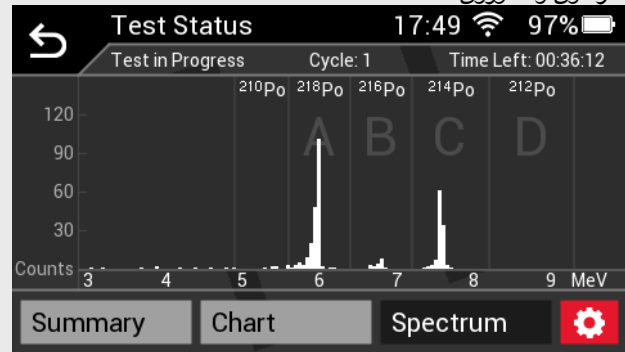 Test Status 17:49 97%
Test in Progress Cycle: 1 Time Left: 00:36:12
210Po 218Po 216Po 214Po 212Po
A B C D
120
90
60
30
Counts
3 4 5 6 7 8 9 MeV
Summary Chart Spectrum